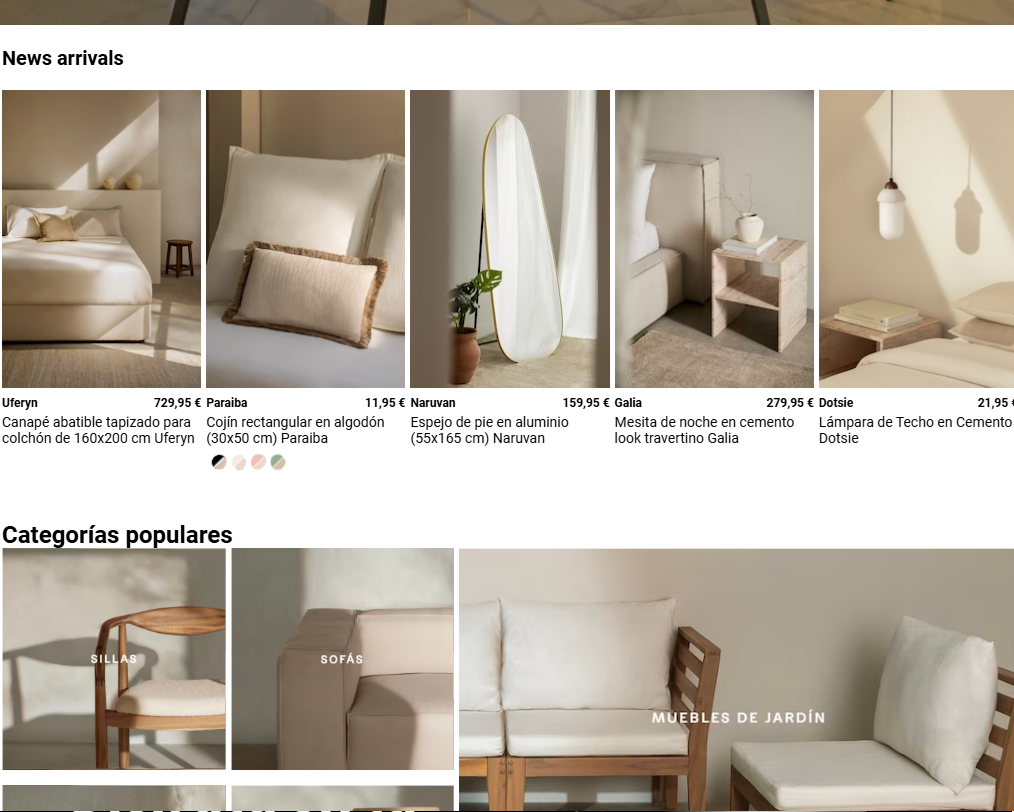 News arrivals
Uferyn 729,95 €
Canapé abatible tapizado para
colchón de 160x200 cm Uferyn
Paraiba 11,95 €
Cojín rectangular en algodón
(30x50 cm) Paraiba
Naruvan 159,95 €
Espejo de pie en aluminio
(55x165 cm) Naruvan
Galia 279,95 €
Mesita de noche en cemento
look travertino Galia
Dotsie 21,95 €
Lámpara de Techo en Cemento
Dotsie
Categorías populares
SILLAS
SOFÁS
MUEBLES DE JARDÍN